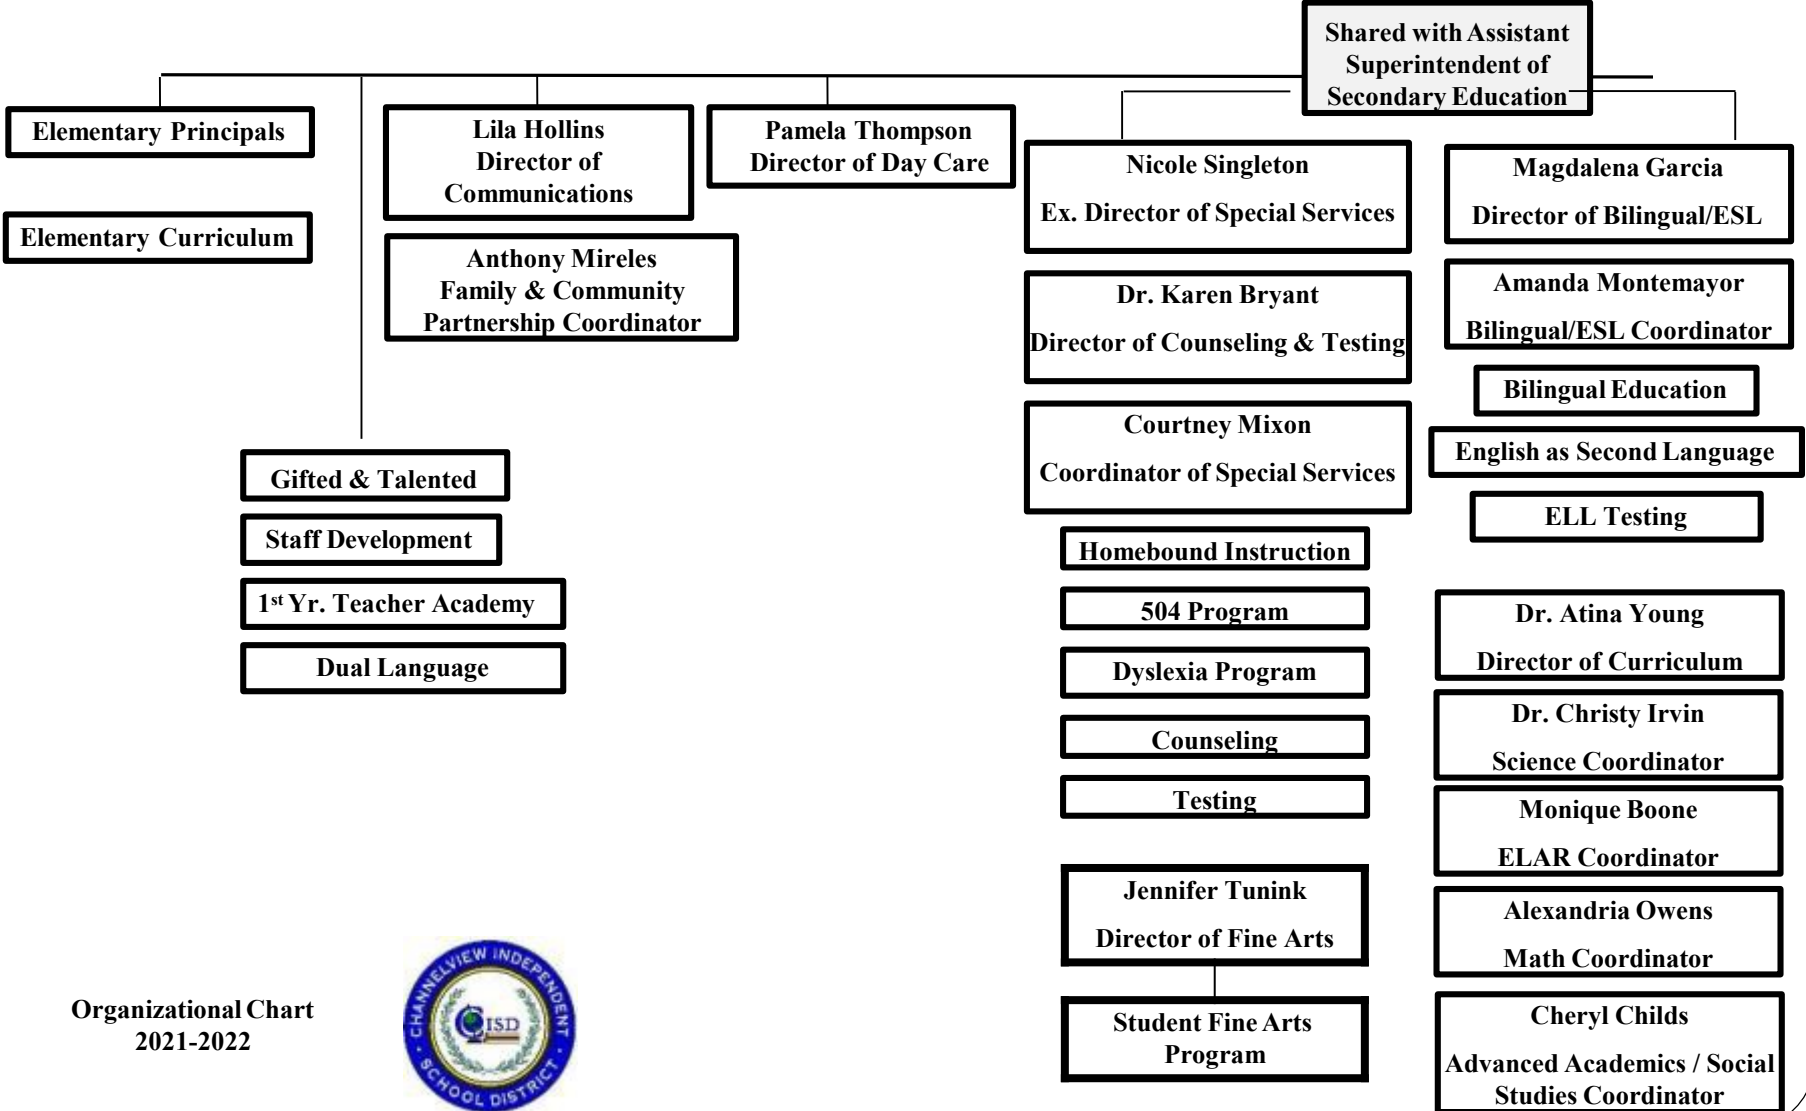 Shared with Assistant
Superintendent of
Secondary Education
Elementary Principals
Elementary Curriculum
Lila Hollins
Director of
Communications
Anthony Mireles
Family & Community
Partnership Coordinator
Pamela Thompson
Director of Day Care
Gifted & Talented
Staff Development
1st Yr. Teacher Academy
Dual Language
Nicole Singleton
Ex. Director of Special Services
Dr. Karen Bryant
Director of Counseling & Testing
Courtney Mixon
Coordinator of Special Services
Homebound Instruction
504 Program
Dyslexia Program
Counseling
Testing
Jennifer Tunink
Director of Fine Arts
Student Fine Arts
Program
Magdalena Garcia
Director of Bilingual/ESL
Amanda Montemayor
Bilingual/ESL Coordinator
Bilingual Education
English as Second Language
ELL Testing
Dr. Atina Young
Director of Curriculum
Dr. Christy Irvin
Science Coordinator
Monique Boone
ELAR Coordinator
Alexandria Owens
Math Coordinator
Cheryl Childs
Advanced Academics / Social
Studies Coordinator
Organizational Chart
2021-2022
CHANNELVIEW INDEPENDENT
SCHOOL DISTRICT
CISD